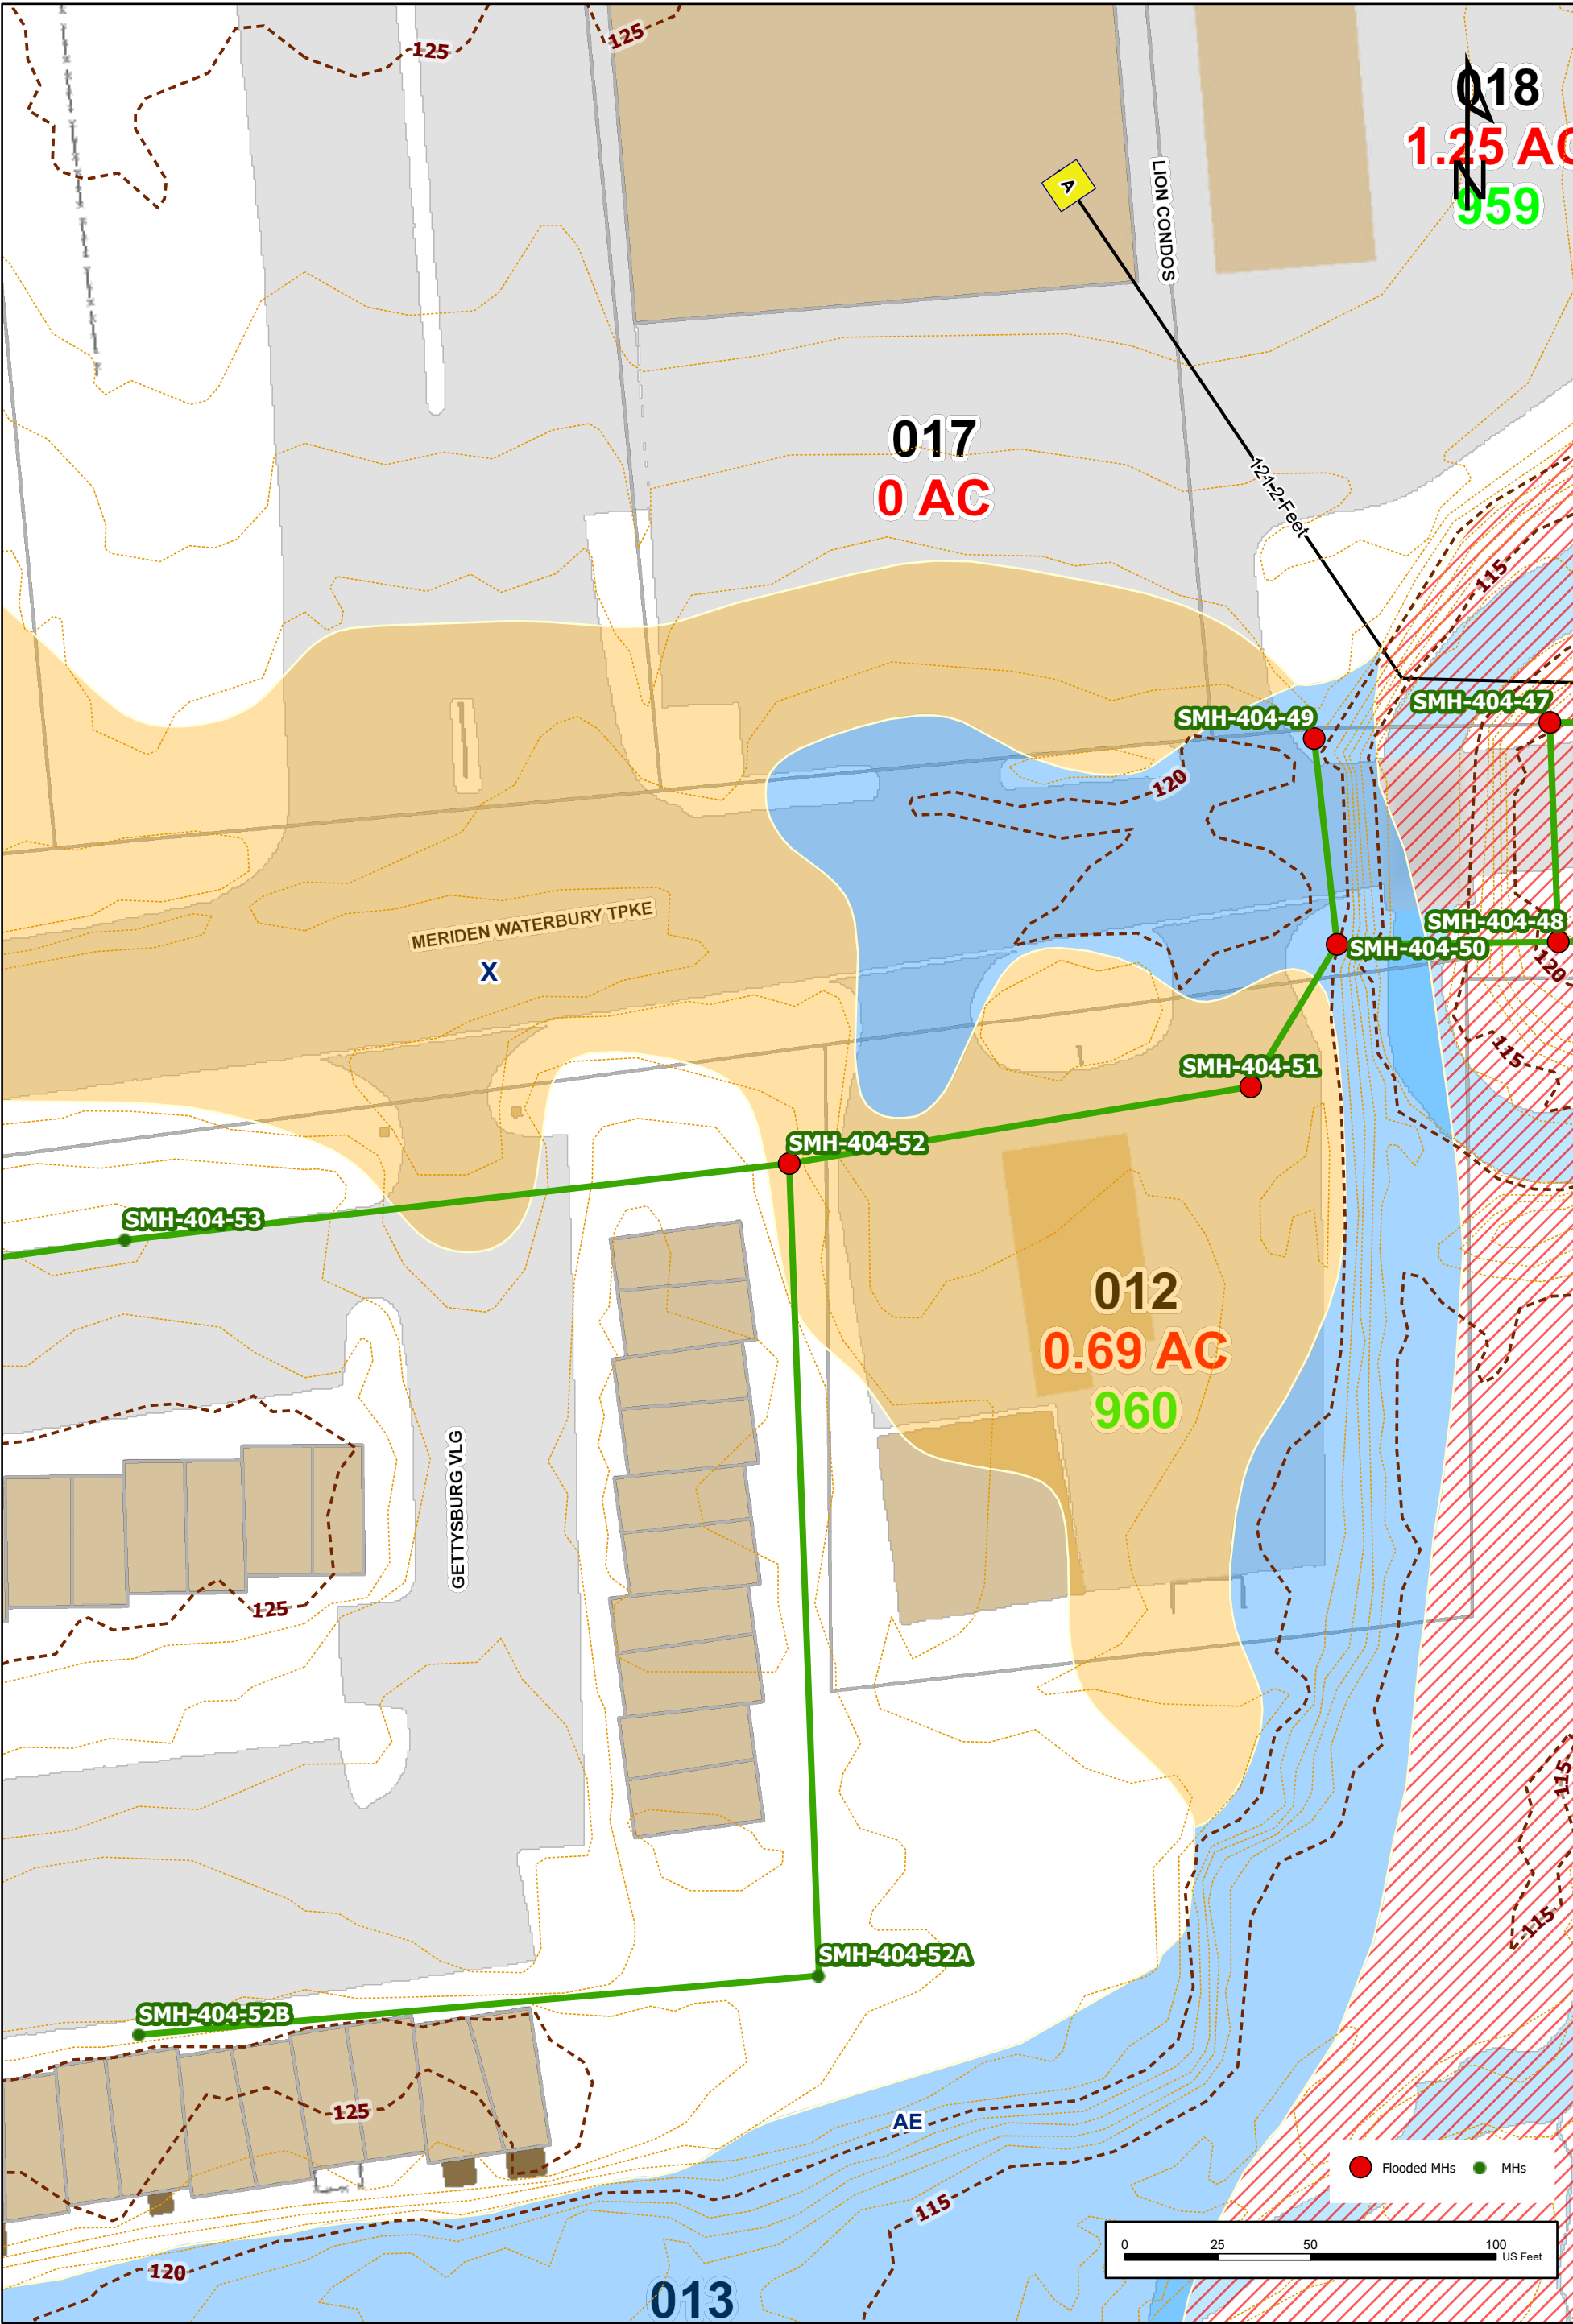 125
125
018
1.25 AC
N
959
A
LION CONDOS
017
0 AC
121.2 Feet
115
SMH-404-47
SMH-404-49
120
MERIDEN WATERBURY TPKE
X
SMH-404-48
SMH-404-50
120
115
SMH-404-51
SMH-404-52
SMH-404-53
012
0.69 AC
960
GETTYSBURG VLG
125
115
115
SMH-404-52A
SMH-404-52B
125
AE
115
120
013
Flooded MHs
MHs
0 25 50 100
US Feet